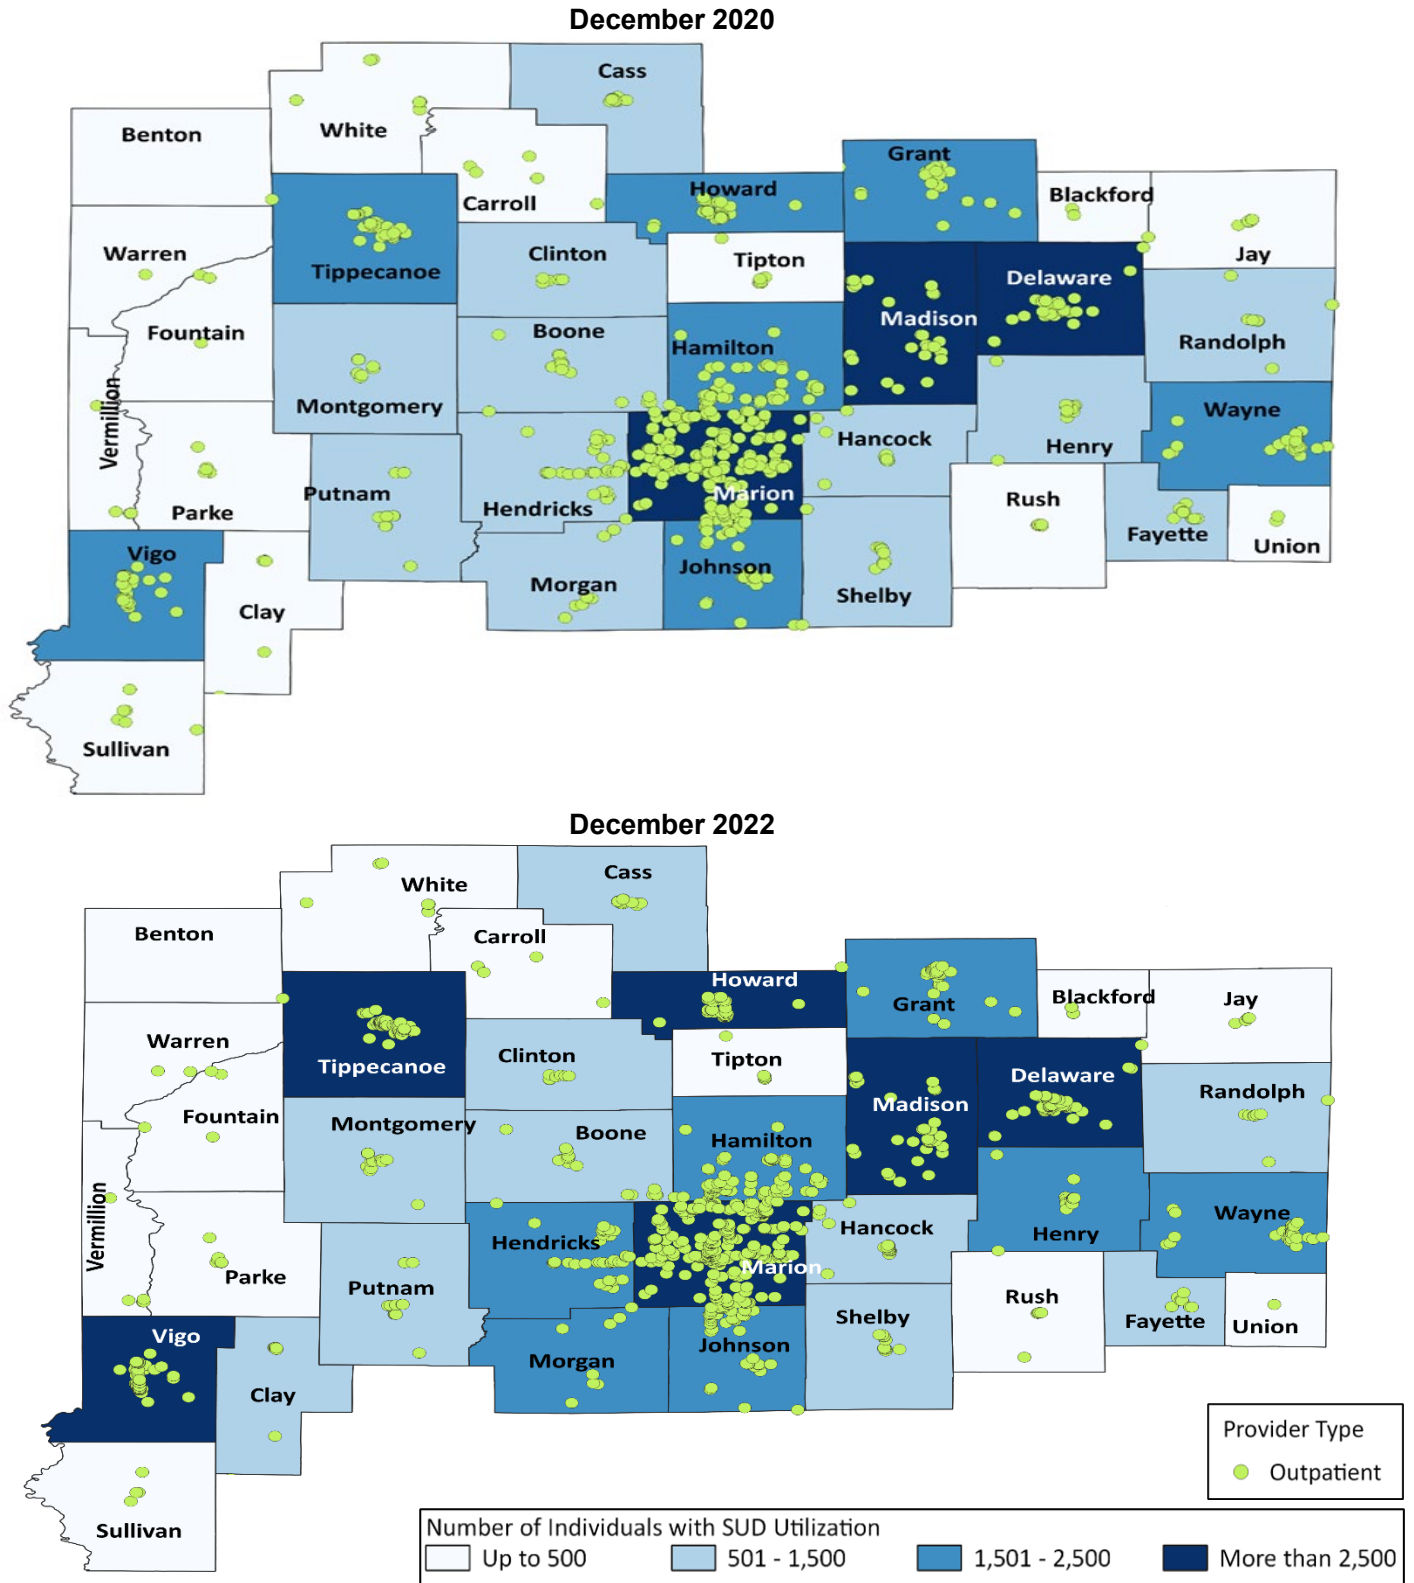 December 2020
Cass
White
Benton
Grant
Howard
Blackford
Carroll
Warren
Clinton
Tipton
Jay
Tippecanoe
Delaware
Madison
Fountain
Boone
Hamilton
Randolph
Vermillion
Montgomery
Wayne
Hancock
Henry
Putnam
Marion
Rush
Parke
Hendricks
Fayette
Union
Vigo
Johnson
Morgan
Shelby
Clay
Sullivan
December 2022
Cass
White
Benton
Carroll
Howard
Grant
Blackford
Jay
Warren
Clinton
Tipton
Tippecanoe
Delaware
Randolph
Madison
Fountain
Montgomery
Boone
Hamilton
Vermillion
Wayne
Hancock
Henry
Hendricks
Marion
Parke
Putnam
Rush
Shelby
Fayette
Union
Vigo
Johnson
Morgan
Clay
Sullivan
Provider Type
Outpatient
Number of Individuals with SUD Utilization
Up to 500
501 - 1,500
1,501 - 2,500
More than 2,500